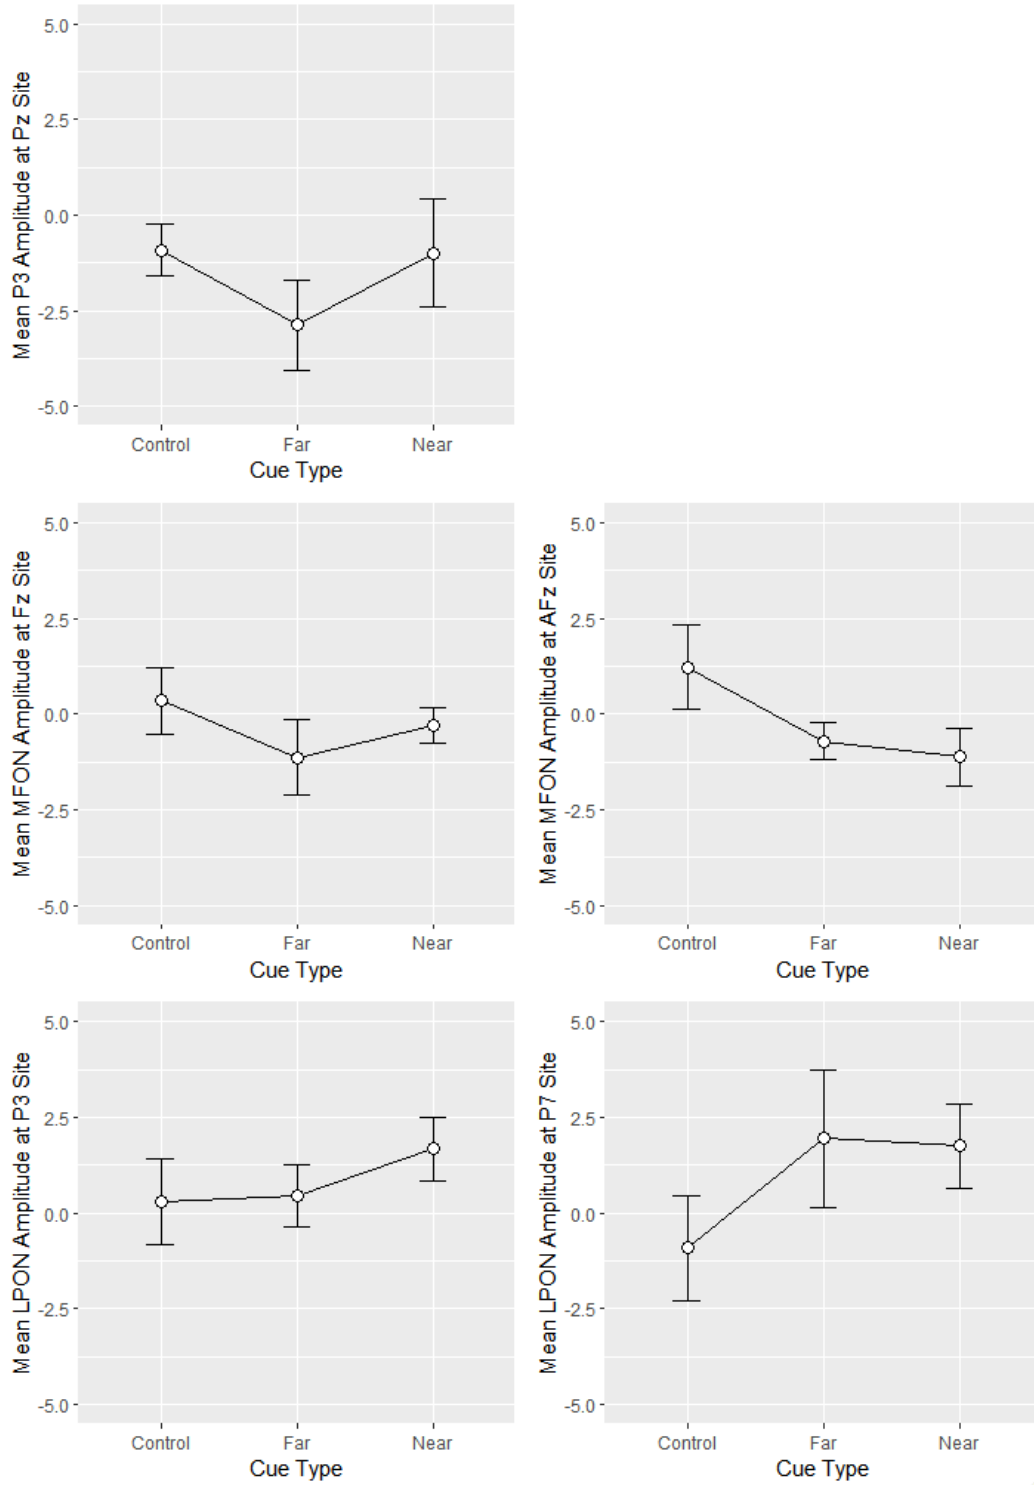 Mean P3 Amplitude at Pz Site
5.0
2.5
0.0
-2.5
-5.0
Control Far Near
Cue Type
Mean MFON Amplitude at Fz Site
5.0
2.5
0.0
-2.5
-5.0
Control Far Near
Cue Type
Mean MFON Amplitude at AFz Site
5.0
2.5
0.0
-2.5
-5.0
Control Far Near
Cue Type
Mean LPON Amplitude at P3 Site
5.0
2.5
0.0
-2.5
-5.0
Control Far Near
Cue Type
Mean LPON Amplitude at P7 Site
5.0
2.5
0.0
-2.5
-5.0
Control Far Near
Cue Type